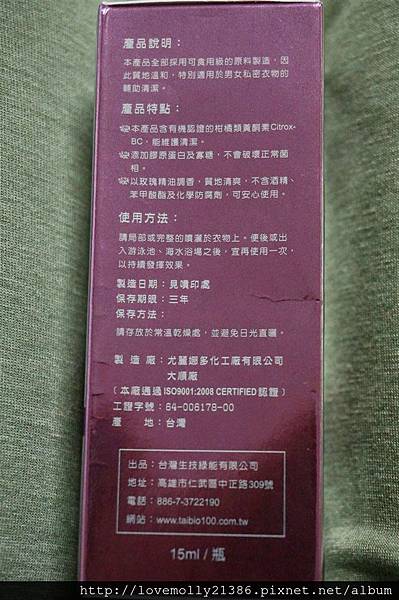 產品說明：
本產品全部採用可食用級的原料製造，因
此質地溫和，特別適用於男女私密衣物的
輔助清潔。
產品特點：
本產品含有機認證的柑橘類黃酮素Citrox-
BC，能維護清潔。
添加膠原蛋白及寡糖，不會破壞正常菌
相。
以玫瑰精油調香，質地清爽，不含酒精、
苯甲酸酯及化學防腐劑，可安心使用。
使用方法：
請局部或完整的噴灑於衣物上。便後或出
入游泳池、海水浴場之後，宜再使用一次，
以持續發揮效果。
製造日期：見噴印處
保存期眼：三年
保存方法：
請存放於常溫乾燥處，並避免日光直曬。
製造廠：尤麗娜多化工廠有限公司
大順廠
〔本廠通過ISO9001:2008 CERTIFIED認證〕
工證字號：84-006178-00
產地：台灣
出品：台灣生技綠能有限公司
地址：高雄市仁武區中正路309號
電話：886-7-3722190
網站：www.taibio100.com.tw
15ml/瓶
http://lovemolly21386.pixnet.net/album